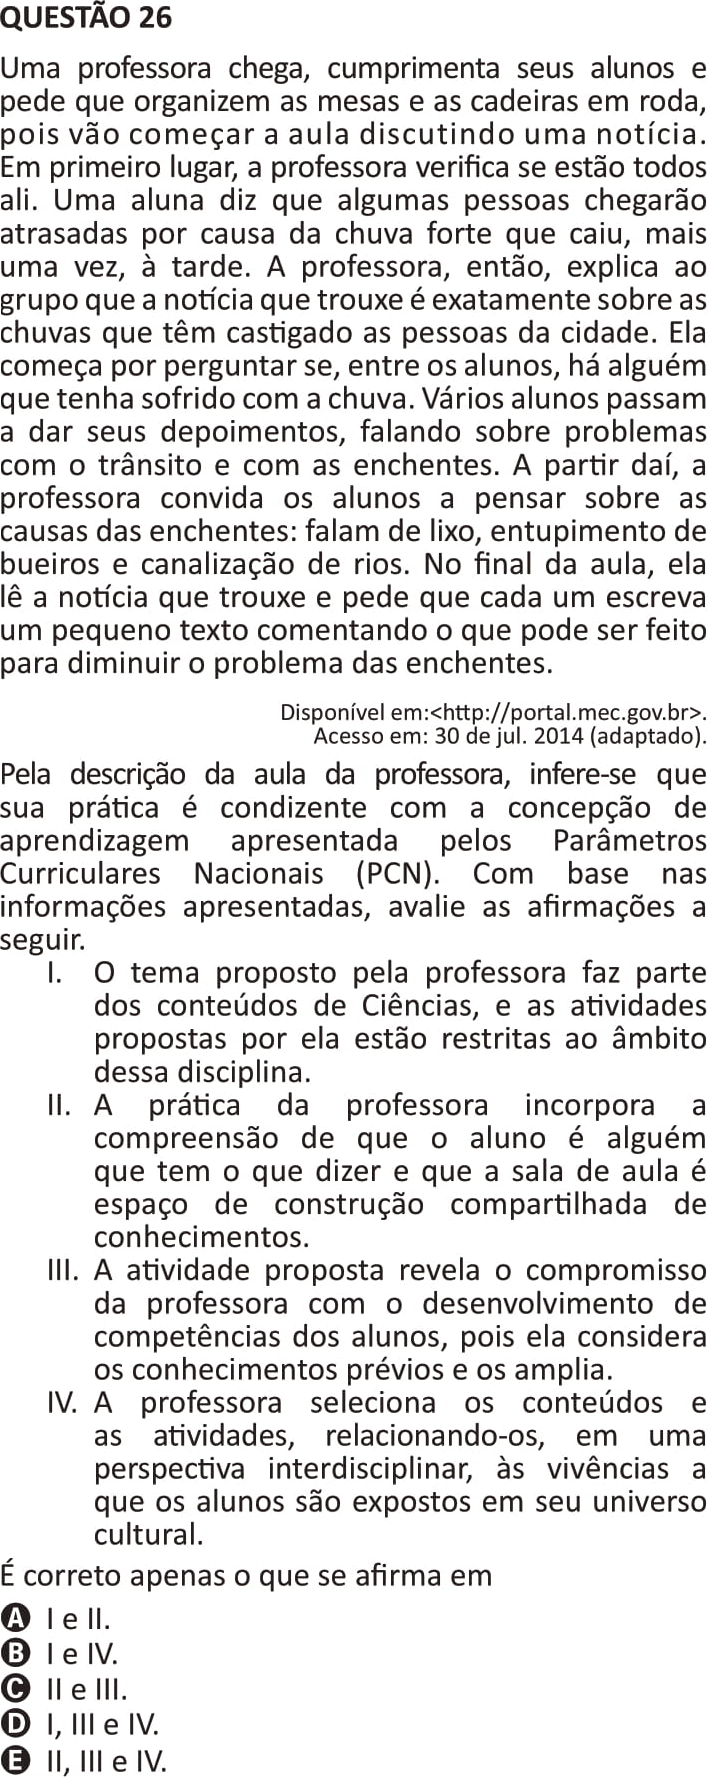 QUESTÃO 26
Uma professora chega, cumprimenta seus alunos e
pede que organizem as mesas e as cadeiras em roda,
pois vão começar a aula discutindo uma notícia.
Em primeiro lugar, a professora verifica se estão todos
ali. Uma aluna diz que algumas pessoas chegarão
atrasadas por causa da chuva forte que caiu, mais
uma vez, à tarde. A professora, então, explica ao
grupo que a notícia que trouxe é exatamente sobre as
chuvas que têm castigado as pessoas da cidade. Ela
começa por perguntar se, entre os alunos, há alguém
que tenha sofrido com a chuva. Vários alunos passam
a dar seus depoimentos, falando sobre problemas
com o trânsito e com as enchentes. A partir daí, a
professora convida os alunos a pensar sobre as
causas das enchentes: falam de lixo, entupimento de
bueiros e canalização de rios. No final da aula, ela
lê a notícia que trouxe e pede que cada um escreva
um pequeno texto comentando o que pode ser feito
para diminuir o problema das enchentes.
Disponível em:<http://portal.mec.gov.br>.
Acesso em: 30 de jul. 2014 (adaptado).
Pela descrição da aula da professora, infere-se que
sua prática é condizente com a concepção de
aprendizagem apresentada pelos Parâmetros
Curriculares Nacionais (PCN). Com base nas
informações apresentadas, avalie as afirmações a
seguir.
I. O tema proposto pela professora faz parte
dos conteúdos de Ciências, e as atividades
propostas por ela estão restritas ao âmbito
dessa disciplina.
II. A prática da professora incorpora a
compreensão de que o aluno é alguém
que tem o que dizer e que a sala de aula é
espaço de construção compartilhada de
conhecimentos.
III. A atividade proposta revela o compromisso
da professora com o desenvolvimento de
competências dos alunos, pois ela considera
os conhecimentos prévios e os amplia.
IV. A professora seleciona os conteúdos e
as atividades, relacionando-os, em uma
perspectiva interdisciplinar, às vivências a
que os alunos são expostos em seu universo
cultural.
É correto apenas o que se afirma em
A I e II.
B I e IV.
C II e III.
D I, III e IV.
E II, III e IV.